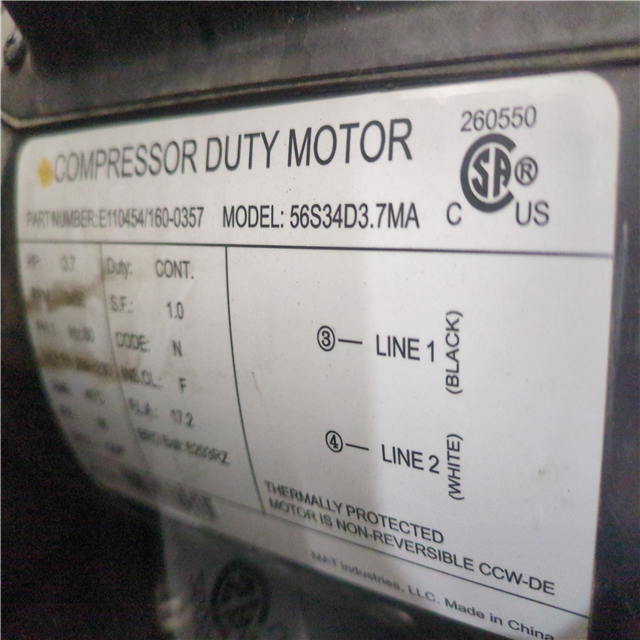 260550
COMPRESSOR DUTY MOTOR
SA ®
C US
PART NUMBER: E110454/160-0357 MODEL: 56S34D3.7MA
HP 3.7 Duty: CONT.
S.F.: 1.0
CODE: N
INS.CL. F
F.L.A. 17.2
③— LINE 1 (BLACK)
④— LINE 2 (WHITE)
THERMALLY PROTECTED
MOTOR IS NON-REVERSIBLE CCW-DE
MAT Industries, LLC. Made in China